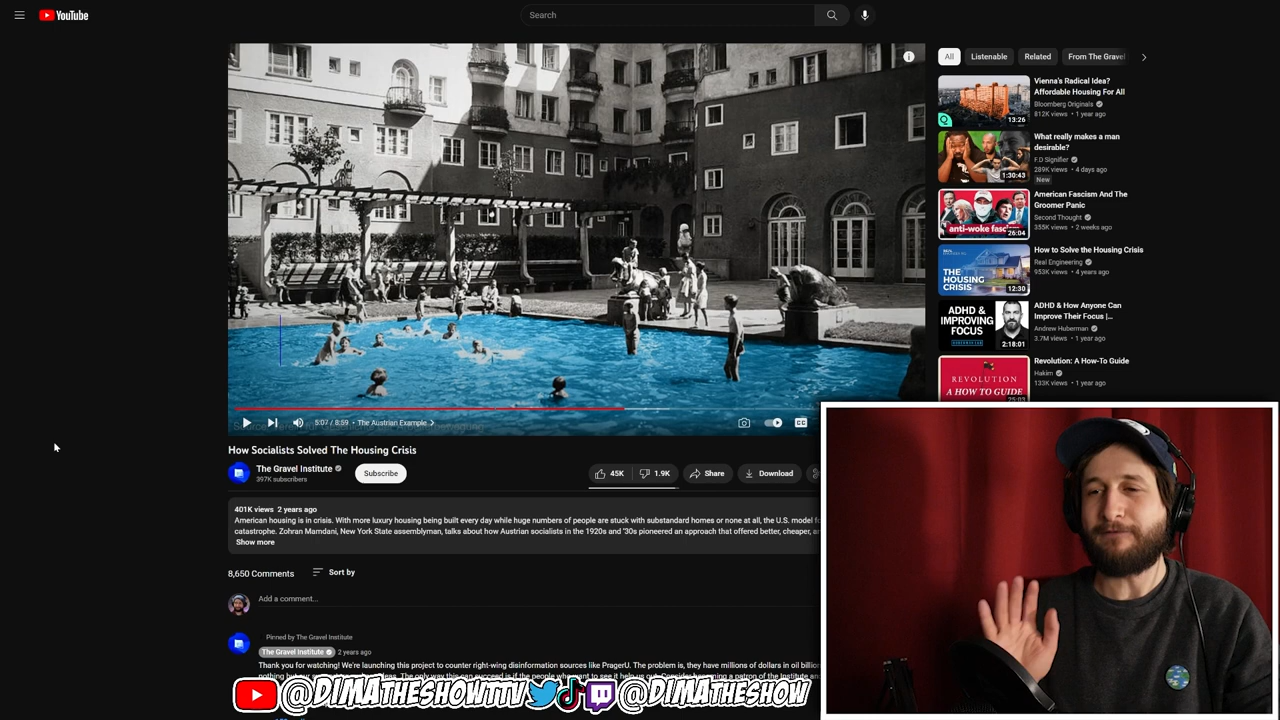 YouTube
Search
All
Listenable
Related
From The Gravel
Vienna's Radical Idea?
Affordable Housing For All
Bloomberg Originals
812K views • 1 year ago
13:26
What really makes a man
desirable?
F.D Signifier
289K views • 4 days ago
New
1:30:43
American Fascism And The
Groomer Panic
Second Thought
355K views • 2 weeks ago
anti-woke fasc
26:04
How to Solve the Housing Crisis
Real Engineering
953K views • 4 years ago
THE
HOUSING
CRISIS
12:30
ADHD & How Anyone Can
Improve Their Focus |...
Andrew Huberman
3.7M views • 1 year ago
ADHD &
IMPROVING
FOCUS
2:18:01
Revolution: A How-To Guide
Hakim
133K views • 1 year ago
REVOLUTION
A HOW TO GUIDE
25:03
5:07 / 8:59 • The Austrian Example
CC
How Socialists Solved The Housing Crisis
The Gravel Institute
397K subscribers
Subscribe
45K
1.9K
Share
Download
401K views 2 years ago
American housing is in crisis. With more luxury housing being built every day while huge numbers of people are stuck with substandard homes or none at all, the U.S. model fo
catastrophe. Zohran Mamdani, New York State assemblyman, talks about how Austrian socialists in the 1920s and '30s pioneered an approach that offered better, cheaper, an
Show more
8,650 Comments
Sort by
Add a comment...
Pinned by The Gravel Institute
The Gravel Institute
2 years ago
Thank you for watching! We're launching this project to counter right-wing disinformation sources like PragerU. The problem is, they have millions of dollars in oil billio
@DIMATHESHOWTTV
@DIMATHESHOW